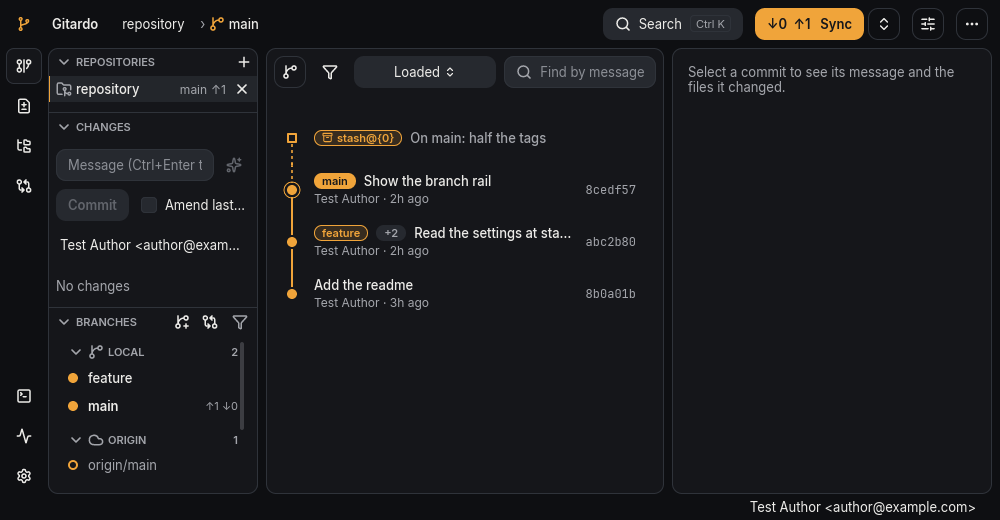 Gitardo
repository › main
Search Ctrl K
↓0 ↑1 Sync
REPOSITORIES
repository main ↑1
CHANGES
Message (Ctrl+Enter t
Commit
Amend last...
Test Author <author@exam...
No changes
BRANCHES
LOCAL 2
feature
main ↑1 ↓0
ORIGIN 1
origin/main
Loaded
Find by message
stash@{0} On main: half the tags
main Show the branch rail
Test Author · 2h ago
8cedf57
feature +2 Read the settings at sta...
Test Author · 2h ago
abc2b80
Add the readme
Test Author · 3h ago
8b0a01b
Select a commit to see its message and the
files it changed.
Test Author <author@example.com>